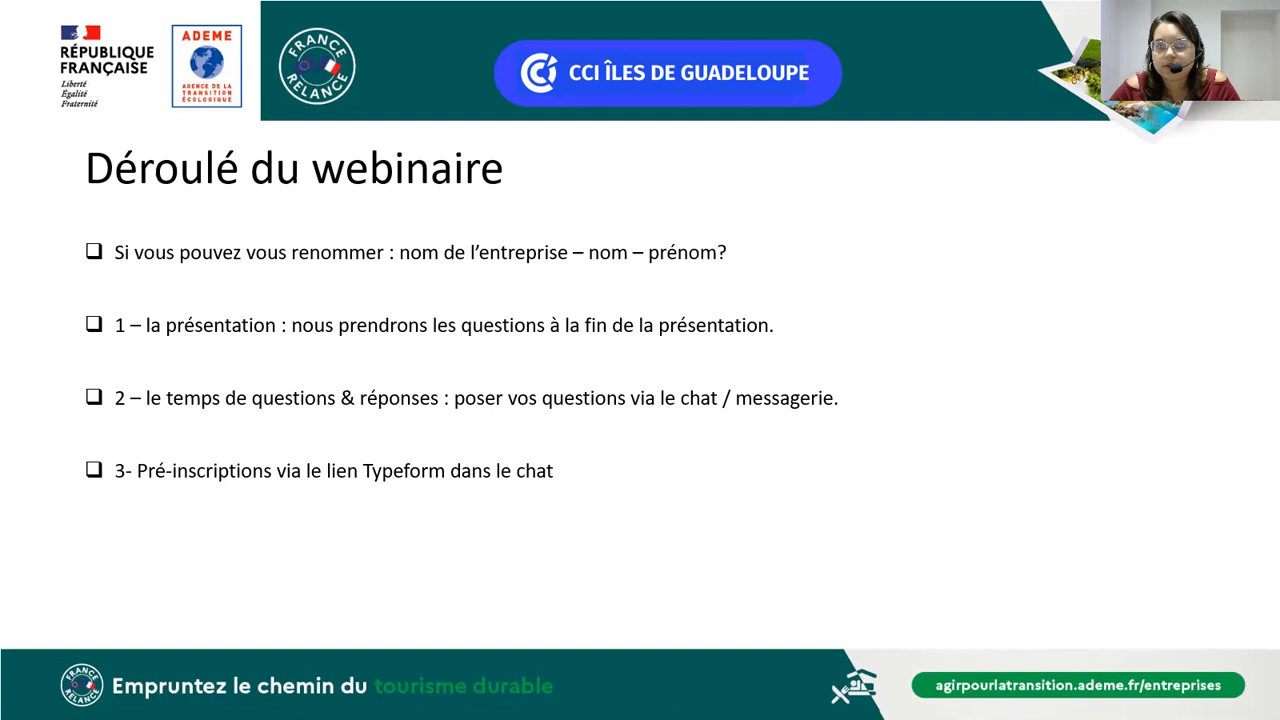 RÉPUBLIQUE
FRANÇAISE
Liberté
Égalité
Fraternité
ADEME
AGENCE DE LA
TRANSITION
ÉCOLOGIQUE
FRANCE
RELANCE
CCI ÎLES DE GUADELOUPE
Déroulé du webinaire
Si vous pouvez vous renommer : nom de l’entreprise – nom – prénom?
1 – la présentation : nous prendrons les questions à la fin de la présentation.
2 – le temps de questions & réponses : poser vos questions via le chat / messagerie.
3- Pré-inscriptions via le lien Typeform dans le chat
FRANCE
RELANCE
Empruntez le chemin du tourisme durable
agirpourlatransition.ademe.fr/entreprises